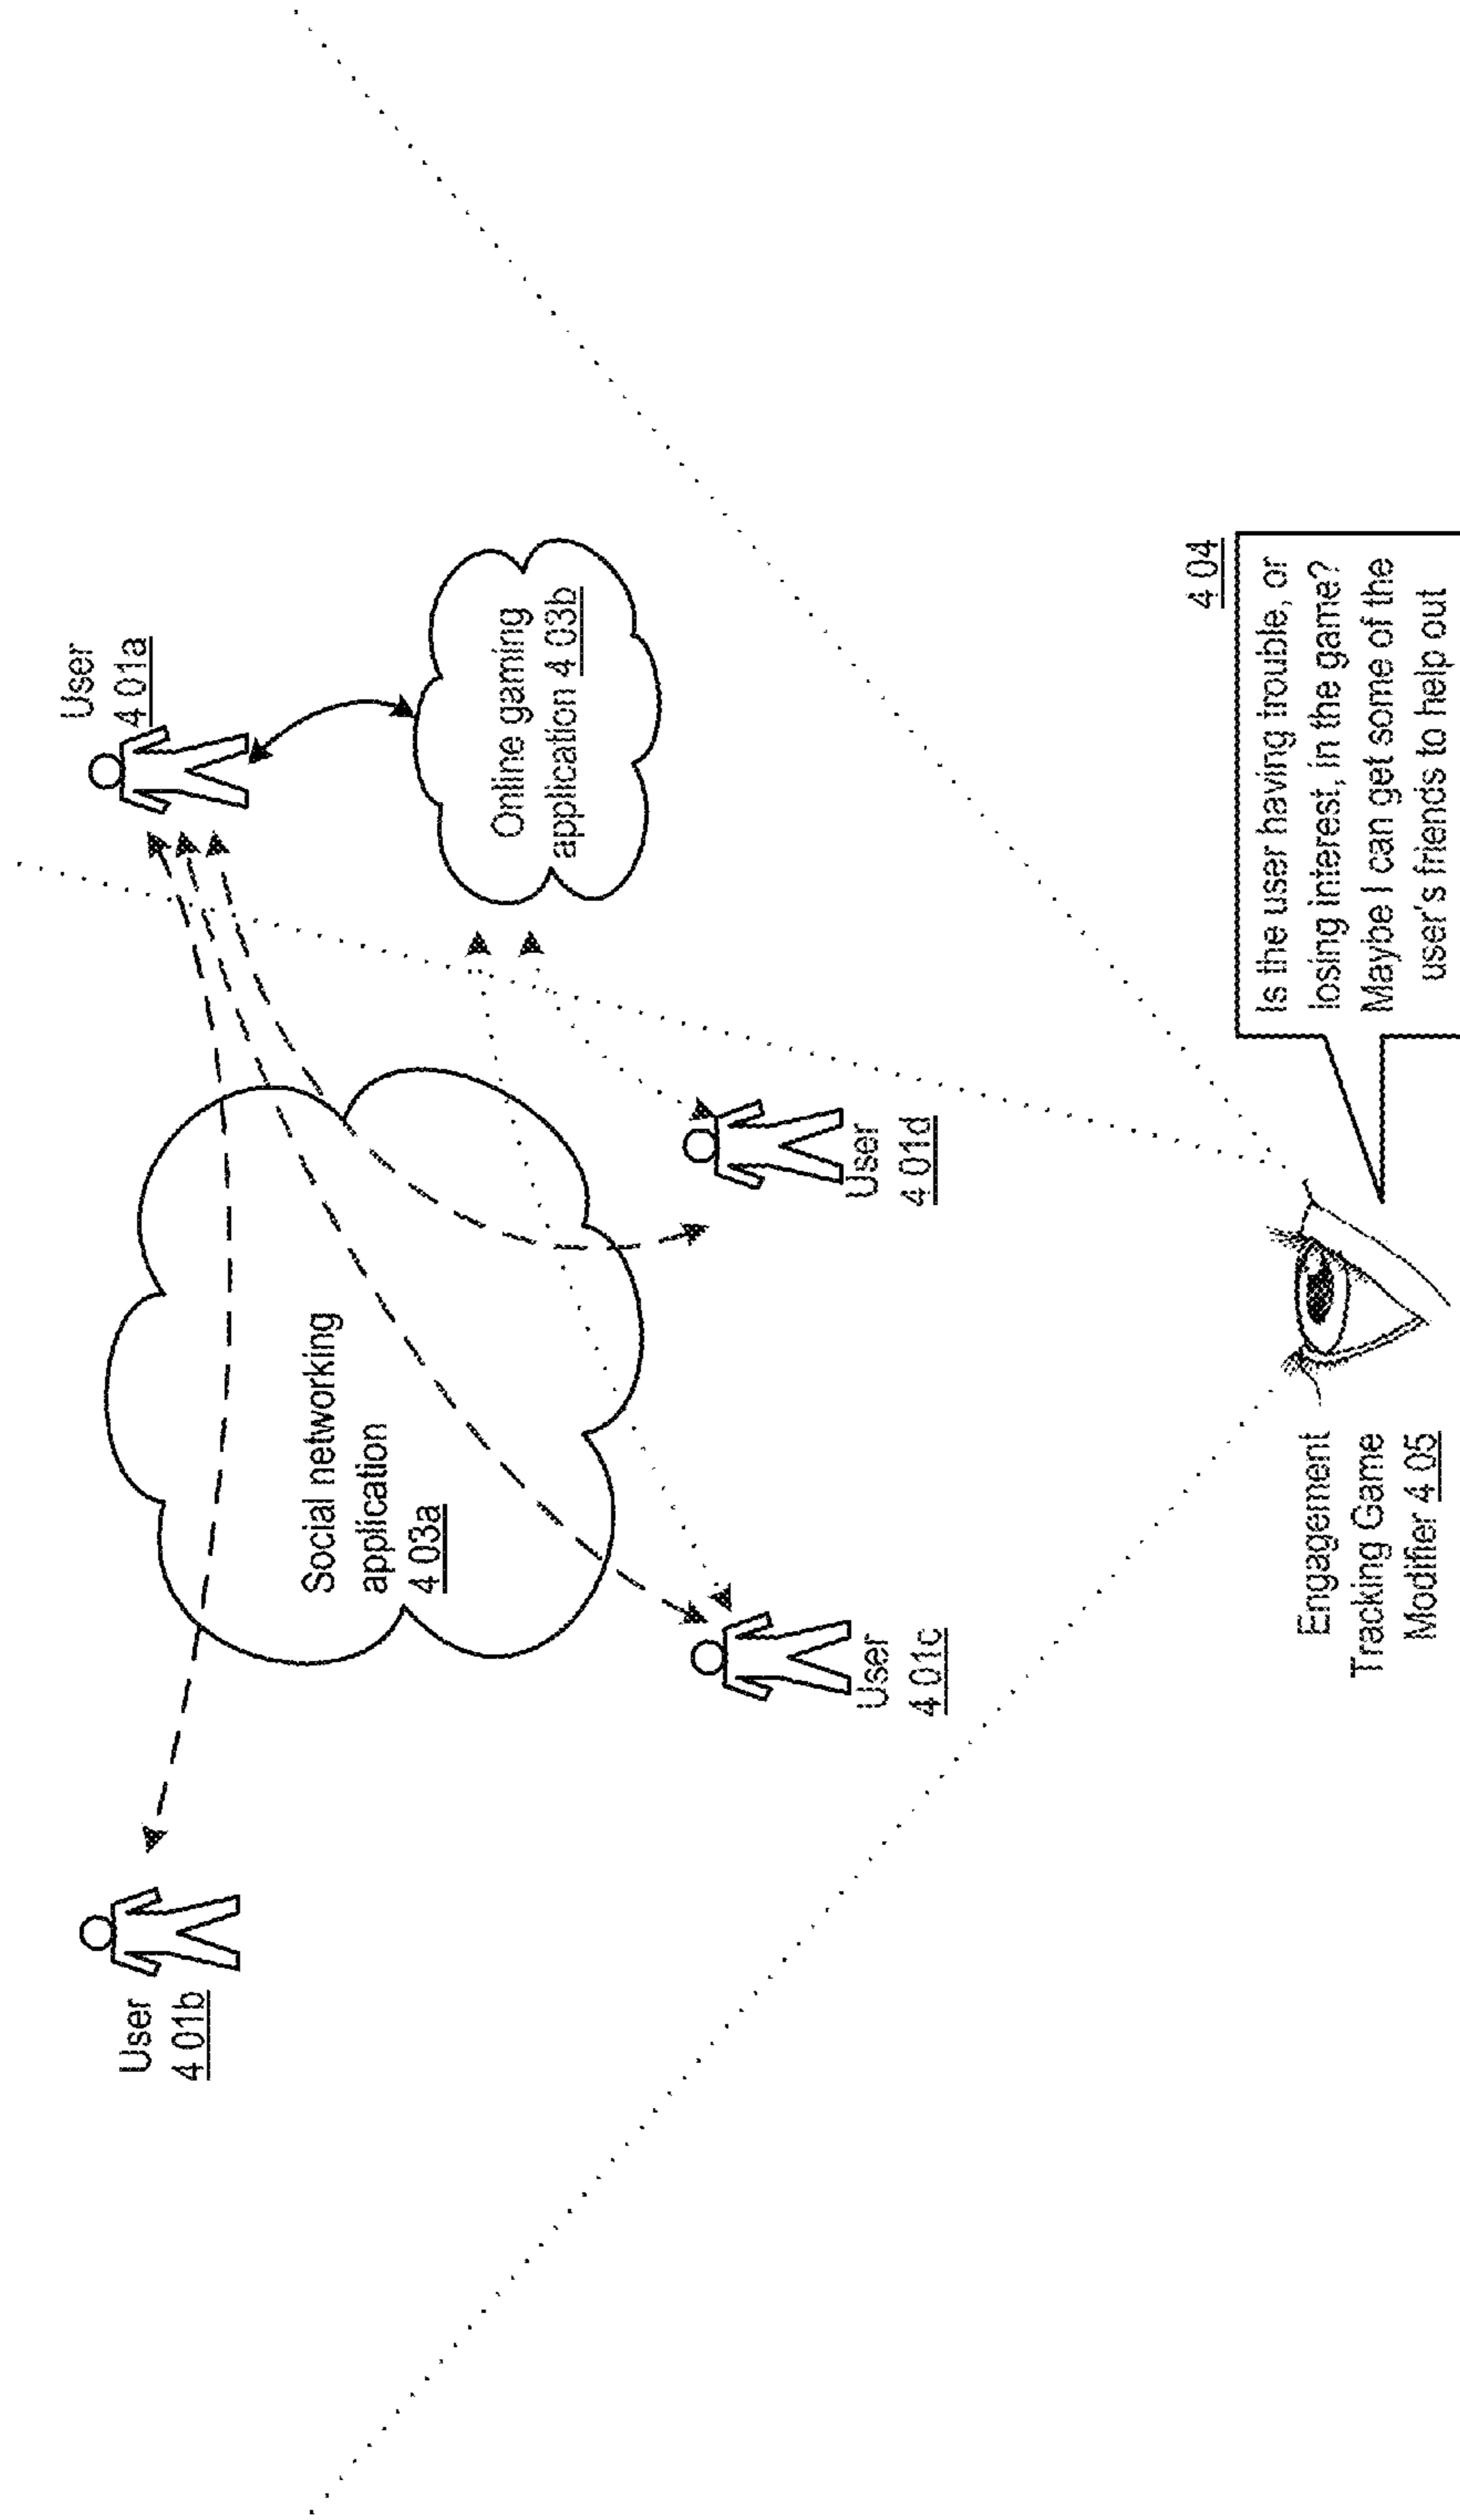 User
4 01b
User
4 01a
Social networking
application
4 03a
Online gaming
application 4 03b
User
4 01c
User
4 01d
4 04
Engagement
Tracking Game
Modifier 4 05
Is the user having trouble, or
losing interest, in the game?
Maybe I can get some of the
user's friends to help out